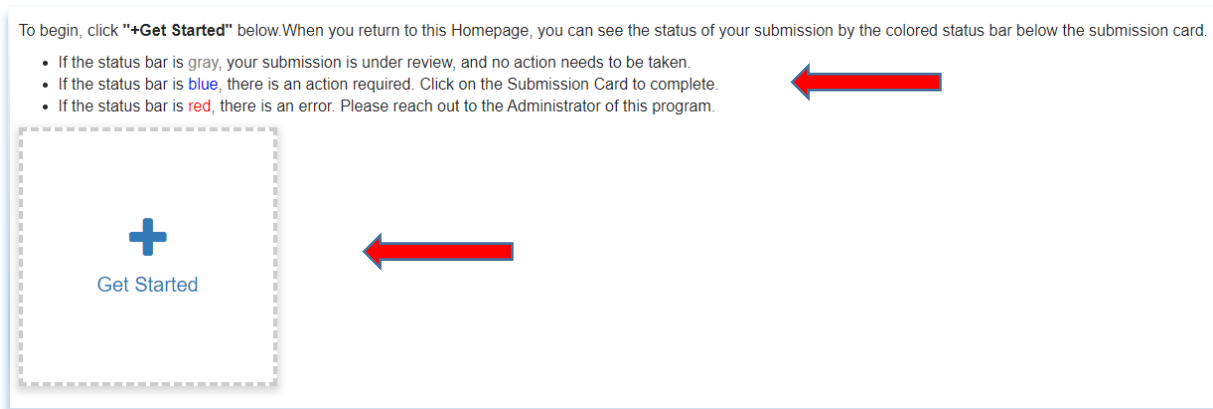 To begin, click "+Get Started" below.When you return to this Homepage, you can see the status of your submission by the colored status bar below the submission card.
• If the status bar is gray, your submission is under review, and no action needs to be taken.
• If the status bar is blue, there is an action required. Click on the Submission Card to complete.
• If the status bar is red, there is an error. Please reach out to the Administrator of this program.
Get Started